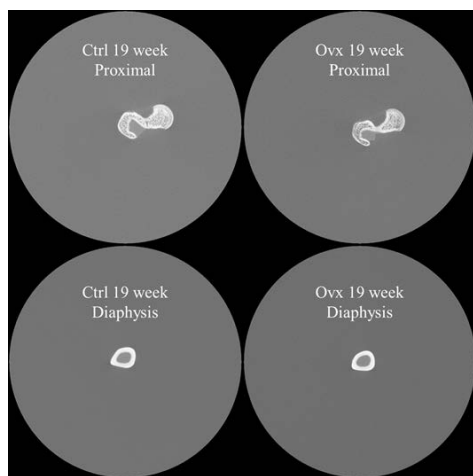 Ctrl 19 week
Proximal
Ovx 19 week
Proximal
Ctrl 19 week
Diaphysis
Ovx 19 week
Diaphysis